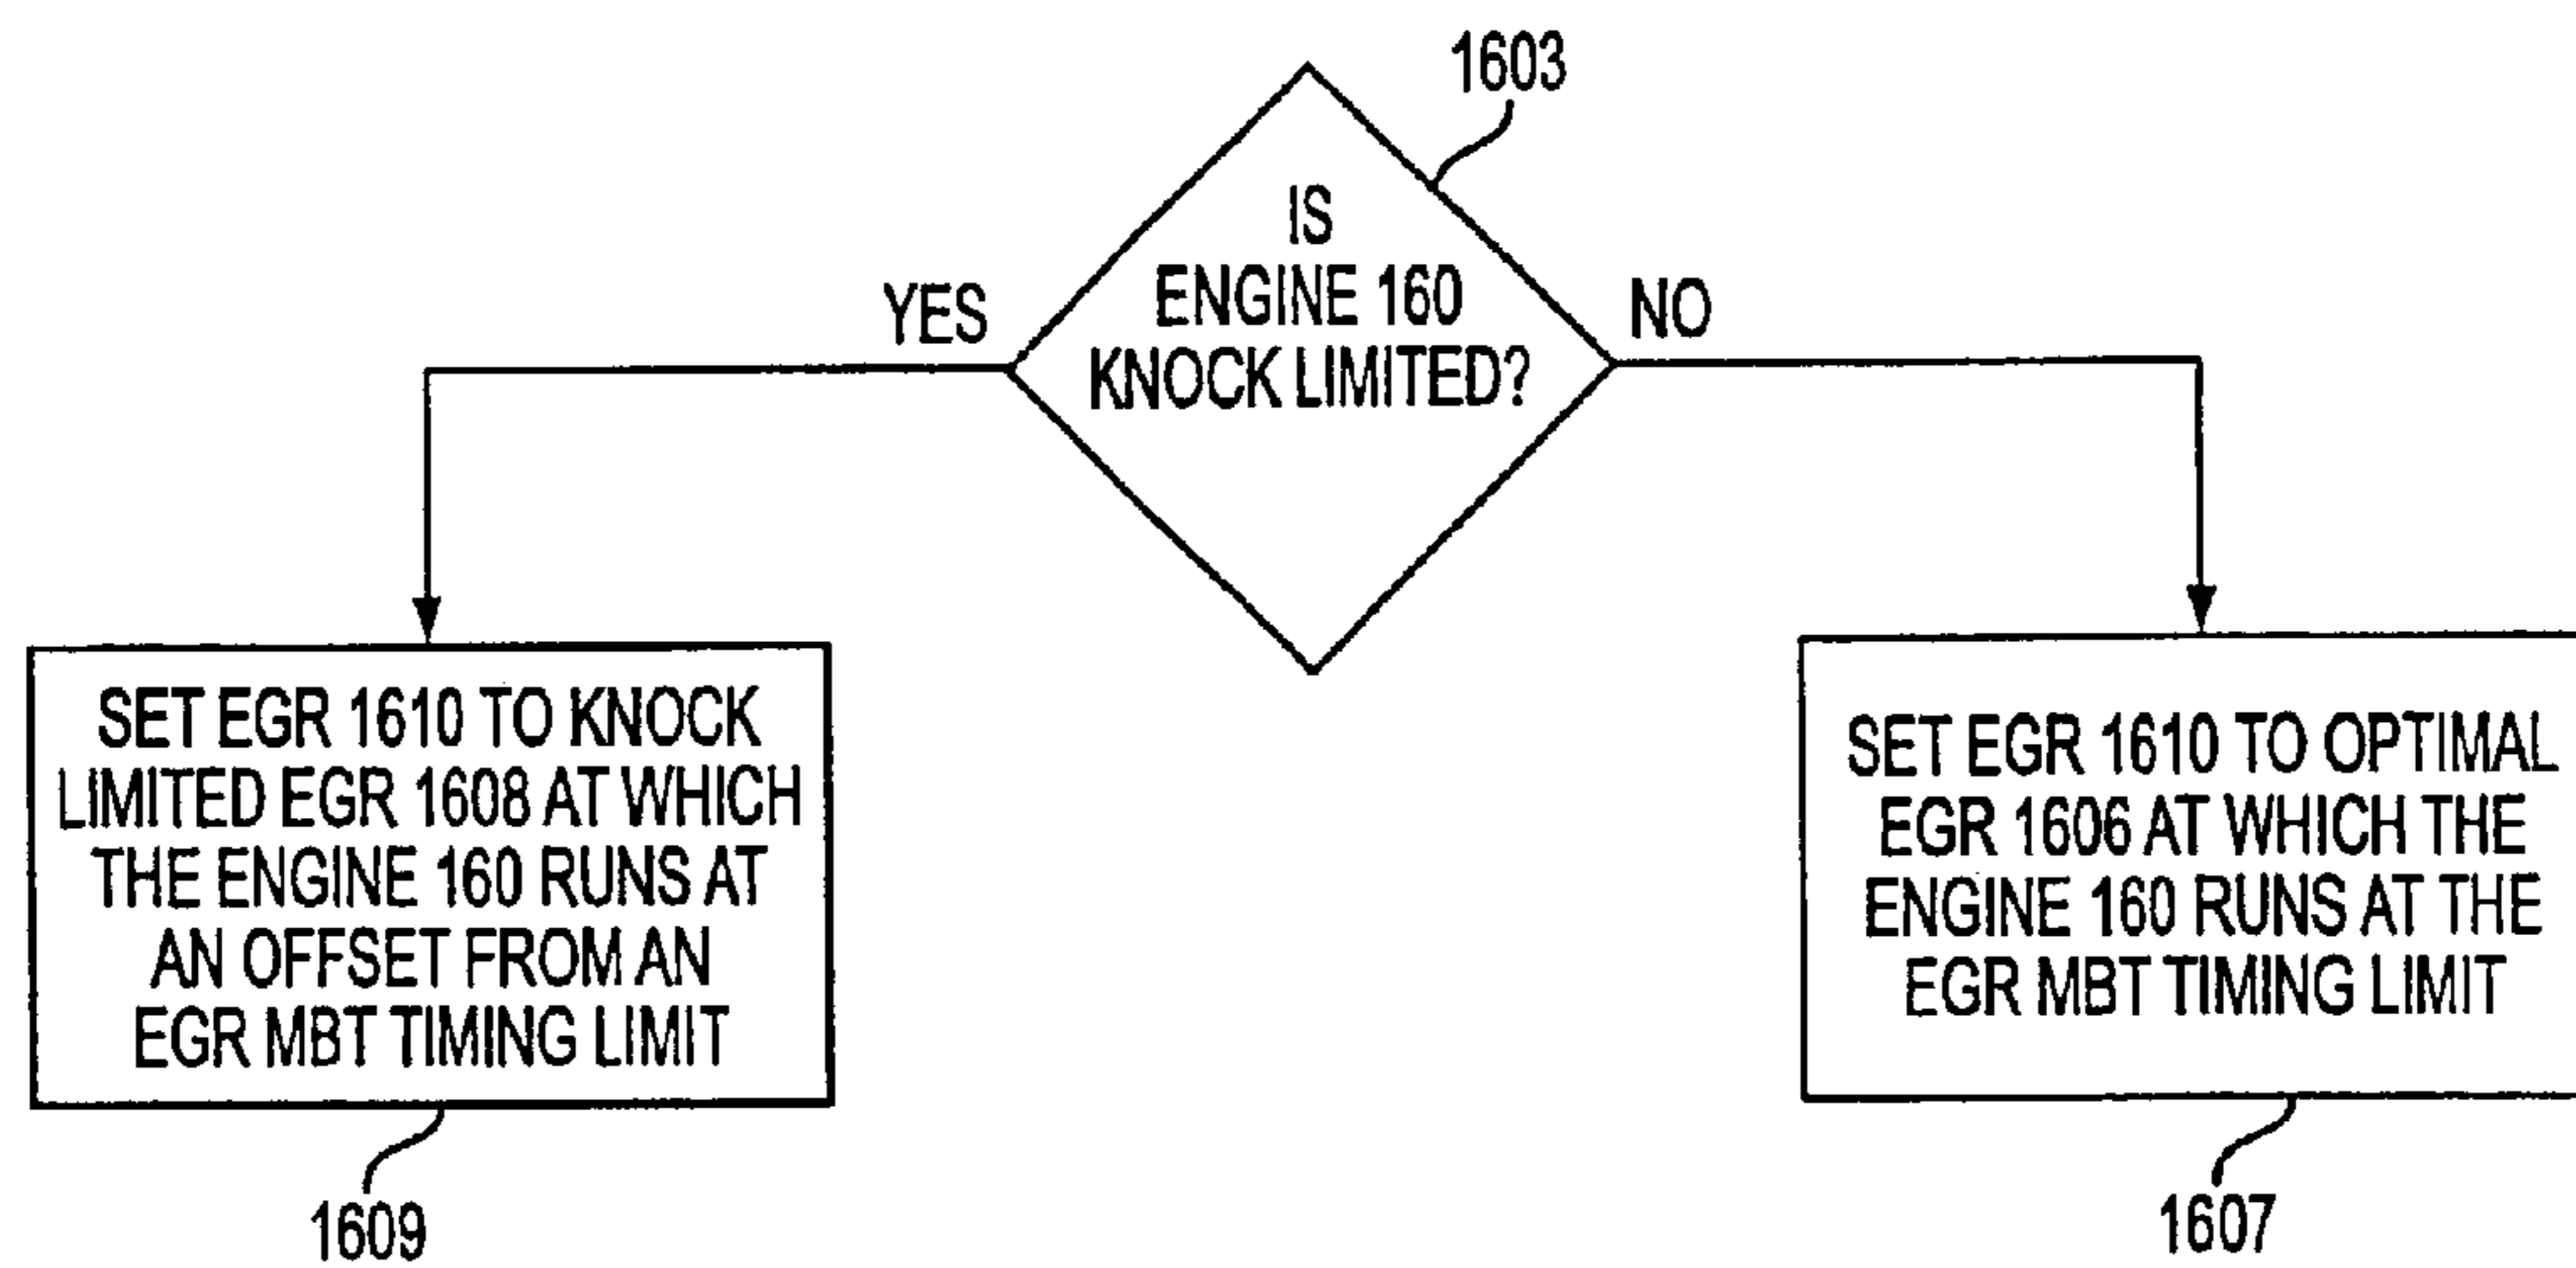 1603
IS
ENGINE 160
KNOCK LIMITED?
YES
NO
SET EGR 1610 TO KNOCK
LIMITED EGR 1608 AT WHICH
THE ENGINE 160 RUNS AT
AN OFFSET FROM AN
EGR MBT TIMING LIMIT
1609
SET EGR 1610 TO OPTIMAL
EGR 1606 AT WHICH THE
ENGINE 160 RUNS AT THE
EGR MBT TIMING LIMIT
1607